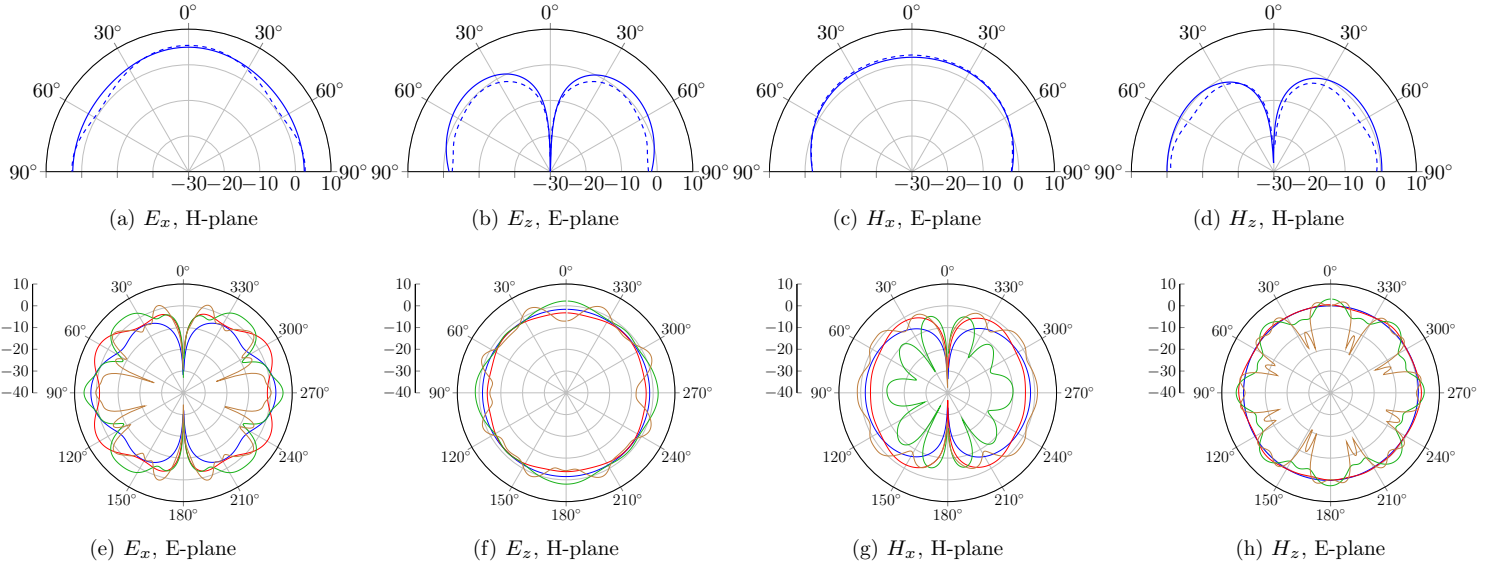 0° 0° 0° 0°
30° 30° 30° 30° 30° 30° 30° 30°
60° 60° 60° 60° 60° 60° 60° 60°
90° 90° 90° 90° 90° 90° 90° 90°
−30 −20 −10 0 10 −30 −20 −10 0 10 −30 −20 −10 0 10 −30 −20 −10 0 10
(a) Ex, H-plane
(b) Ez, E-plane
(c) Hx, E-plane
(d) Hz, H-plane
10 0 −10 −20 −30 −40
0° 30° 60° 90° 120° 150° 180° 210° 240° 270° 300° 330°
10 0 −10 −20 −30 −40
0° 30° 60° 90° 120° 150° 180° 210° 240° 270° 300° 330°
10 0 −10 −20 −30 −40
0° 30° 60° 90° 120° 150° 180° 210° 240° 270° 300° 330°
10 0 −10 −20 −30 −40
0° 30° 60° 90° 120° 150° 180° 210° 240° 270° 300° 330°
(e) Ex, E-plane
(f) Ez, H-plane
(g) Hx, H-plane
(h) Hz, E-plane